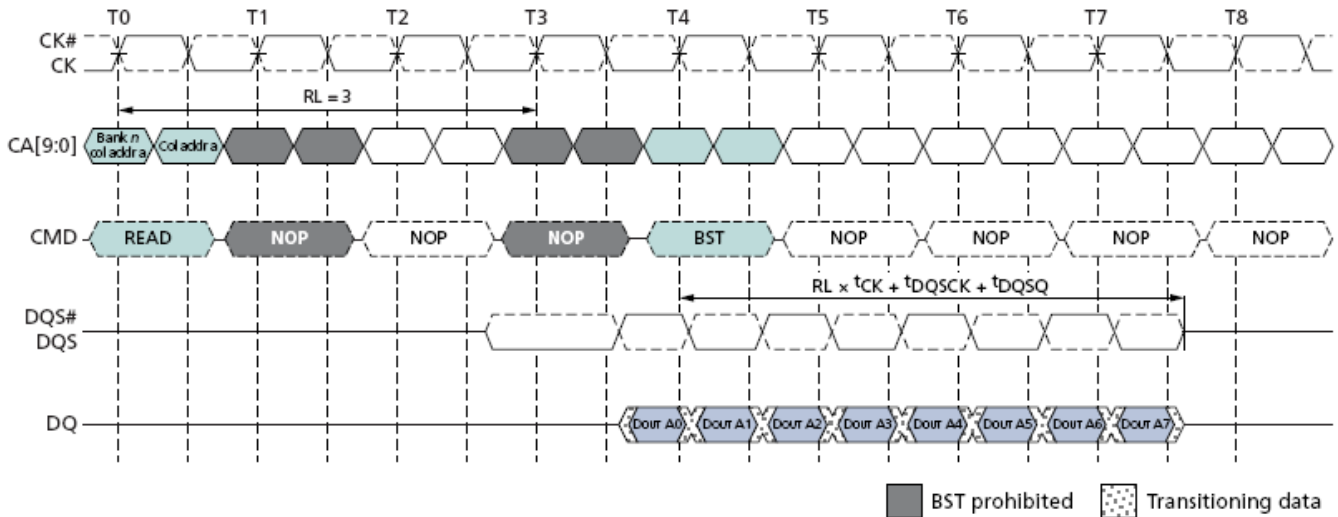 T0 T1 T2 T3 T4 T5 T6 T7 T8
CK#
CK
RL = 3
CA[9:0] Bank n col addr a Col addr a
CMD READ NOP NOP NOP BST NOP NOP NOP NOP
RL × tCK + tDQSCK + tDQSQ
DQS#
DQS
DQ DOUT A0 DOUT A1 DOUT A2 DOUT A3 DOUT A4 DOUT A5 DOUT A6 DOUT A7
BST prohibited Transitioning data